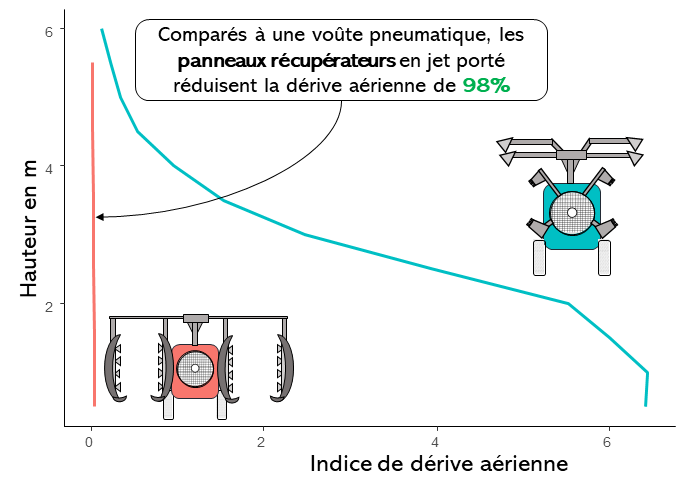 Comparés à une voûte pneumatique, les
panneaux récupérateurs en jet porté
réduisent la dérive aérienne de 98%
6
4
2
Hauteur en m
0
2
4
6
Indice de dérive aérienne